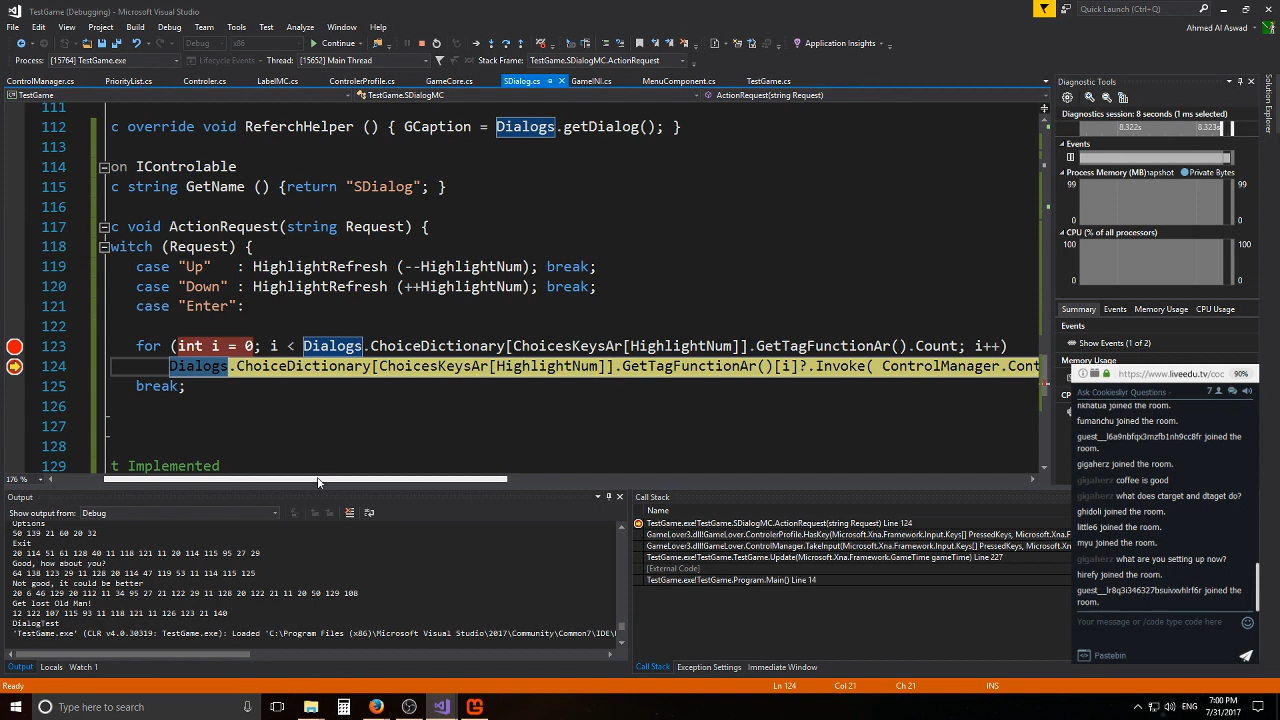 TestGame (Debugging) - Microsoft Visual Studio
Quick Launch (Ctrl+Q)
File Edit View Project Build Debug Team Tools Test Analyze Window Help
Ahmed Al Aswad
Debug x86 Continue Application Insights
Process: [15764] TestGame.exe Lifecycle Events Thread: [15652] Main Thread Stack Frame: TestGame.SDialogMC.ActionRequest
ControlManager.cs PriorityList.cs Controler.cs LabelMC.cs ControlerProfile.cs GameCore.cs SDialog.cs GameINI.cs MenuComponent.cs TestGame.cs
TestGame TestGame.SDialogMC ActionRequest(string Request)
111
112 c override void ReferchHelper () { GCaption = Dialogs.getDialog(); }
113
114 on IControlable
115 c string GetName () {return "SDialog"; }
116
117 c void ActionRequest(string Request) {
118 witch (Request) {
119 case "Up" : HighlightRefresh (--HighlightNum); break;
120 case "Down" : HighlightRefresh (++HighlightNum); break;
121 case "Enter":
122
123 for (int i = 0; i < Dialogs.ChoiceDictionary[ChoicesKeysAr[HighlightNum]].GetTagFunctionAr().Count; i++)
124 Dialogs.ChoiceDictionary[ChoicesKeysAr[HighlightNum]].GetTagFunctionAr()[i]?.Invoke( ControlManager.Cont
125 break;
126
127
128
129 t Implemented
176 %
Diagnostic Tools
Diagnostics session: 8 seconds (1 ms selected)
8.322s 8.323s
Events
Process Memory (MB) napshot Private Bytes
99 99
0 0
CPU (% of all processors)
100 100
0 0
Summary Events Memory Usage CPU Usage
Events
Show Events (1 of 2)
Memory Usage
Solution Explorer
Output
Show output from: Debug
Options
50 139 21 60 20 32
Exit
20 114 51 61 128 40 11 118 121 11 20 114 95 27 29
Good, how about you?
64 138 123 29 11 128 20 114 47 119 53 11 114 115 125
Not good, it could be better
20 6 46 129 20 112 11 34 95 27 21 122 29 11 118 20 122 21 11 20 50 129 108
Get lost Old Man!
12 122 107 115 93 11 118 121 11 126 123 21 140
DialogTest
'TestGame.exe' (CLR v4.0.30319: TestGame.exe): Loaded 'C:\Program Files (x86)\Microsoft Visual Studio\2017\Community\Common7\IDE\
Output Locals Watch 1
Call Stack
Name
TestGame.exe!TestGame.SDialogMC.ActionRequest(string Request) Line 124
GameLover3.dll!GameLover.ControlerProfile.HasKey(Microsoft.Xna.Framework.Input.Keys[] PressedKeys, Microsoft.Xna.Fram
GameLover3.dll!GameLover.ControlManager.TakeInput(Microsoft.Xna.Framework.Input.Keys[] PressedKeys, Microsoft.Xna.F
TestGame.exe!TestGame.TestGame.Update(Microsoft.Xna.Framework.GameTime gameTime) Line 227
[External Code]
TestGame.exe!TestGame.Program.Main() Line 14
Call Stack Exception Settings Immediate Window
https://www.liveedu.tv/coc 90%
Ask Cookieslyr Questions - 7
nkhatua joined the room.
fumanchu joined the room.
guest__l6a9nbfqx3mzfb1nh9cc8fr joined the
room.
gigaherz joined the room.
gigaherz coffee is good
gigaherz what does ctarget and dtaget do?
ghidoli joined the room.
little6 joined the room.
myu joined the room.
gigaherz what are you setting up now?
hirefy joined the room.
guest__lr8q3i346327bsuivxvhlrf6r joined the
room.
Your message or /code type code here
Pastebin
Ready Ln 124 Col 21 Ch 21 INS
Type here to search
ENG
7:00 PM
7/31/2017